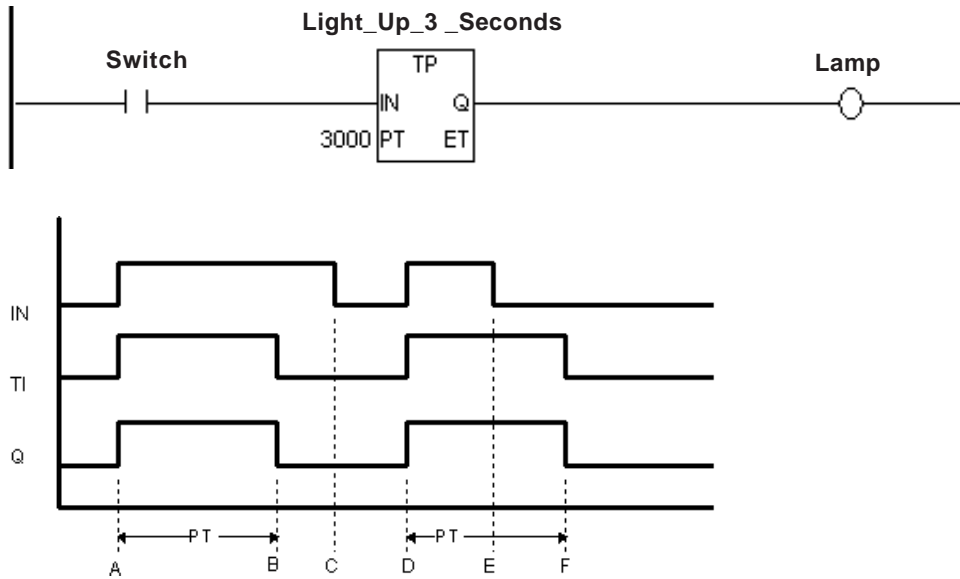 Light_Up_3 _Seconds
Switch
TP
Lamp
IN Q
3000 PT ET
IN
TI
Q
PT PT
A B C D E F